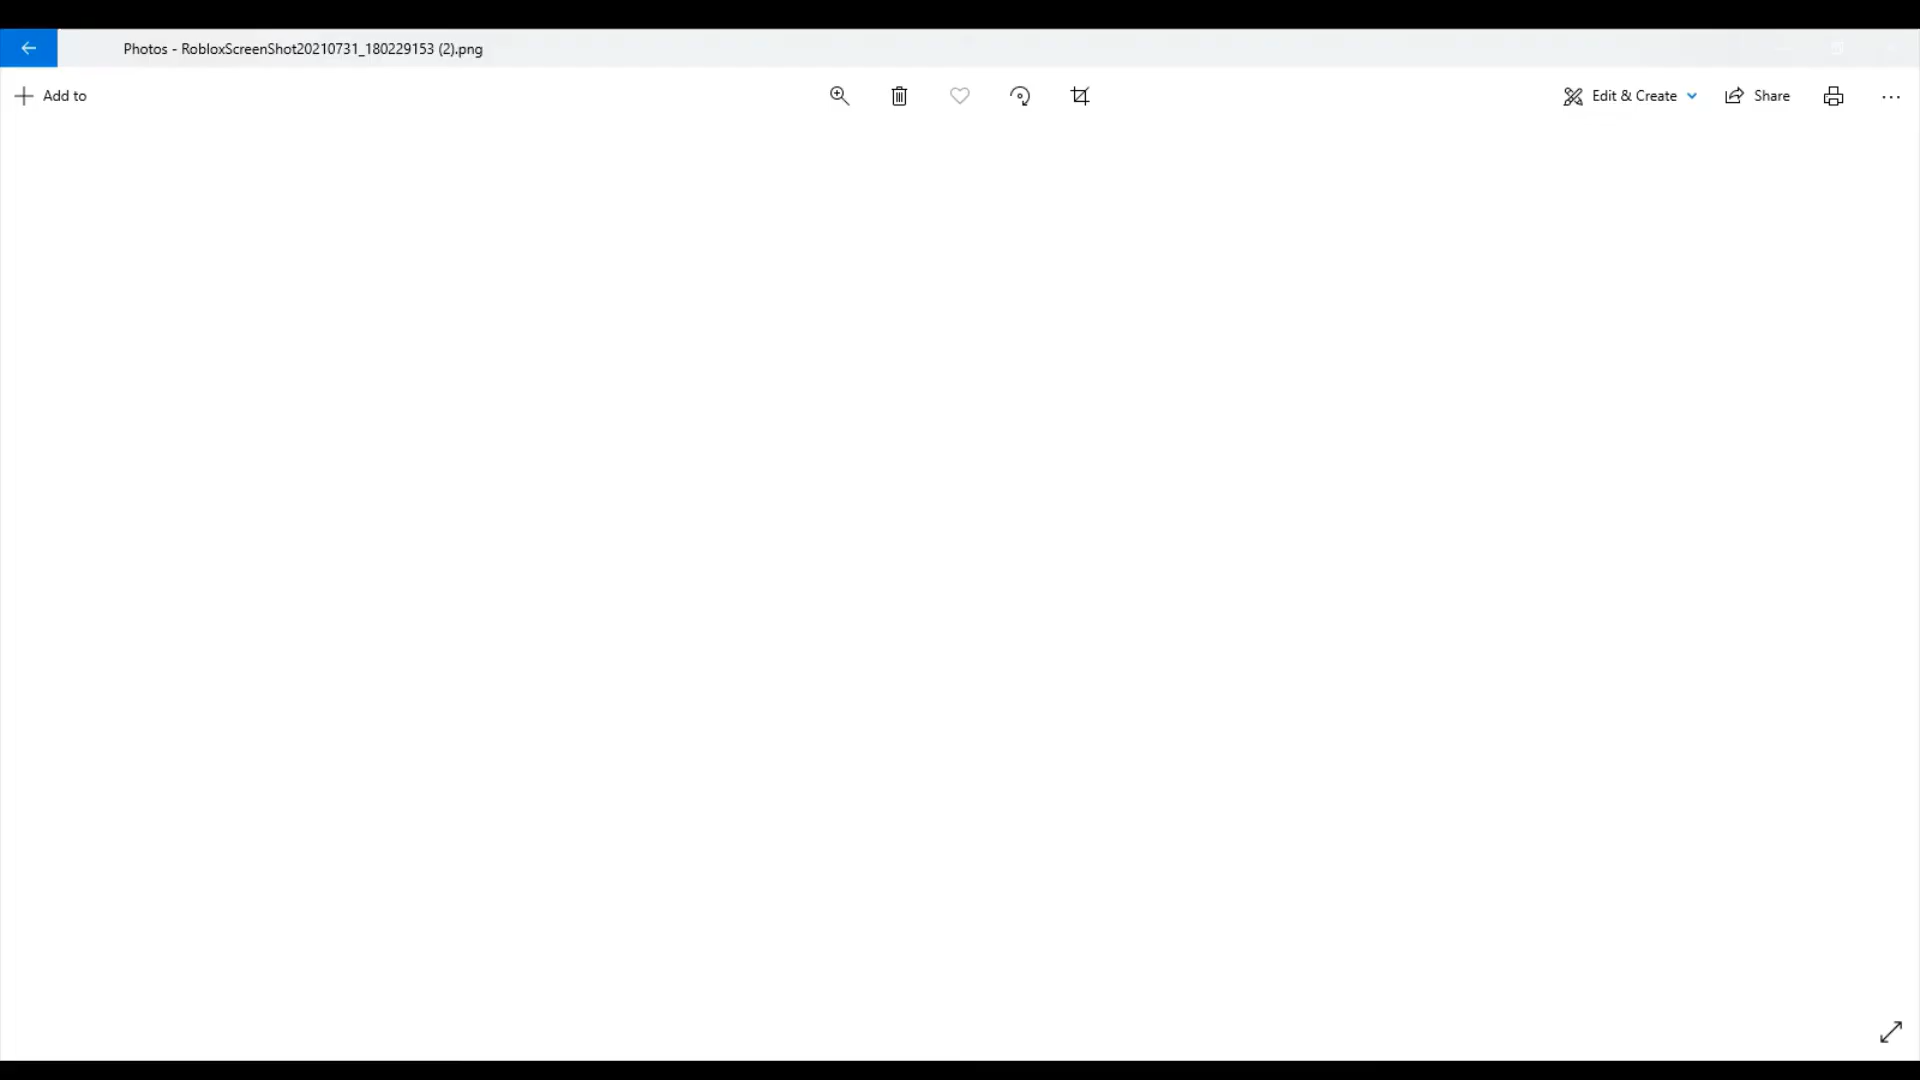 Photos - RobloxScreenShot20210731_180229153 (2).png
Add to
Edit & Create
Share